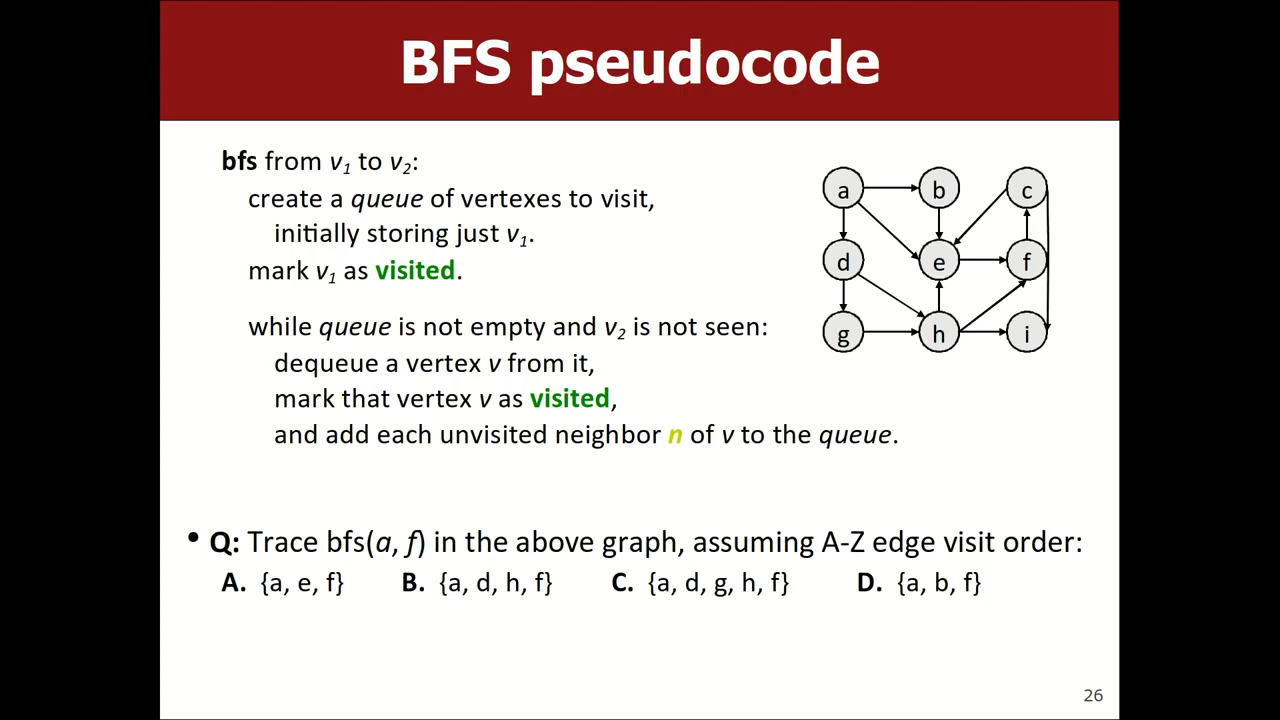 BFS pseudocode
bfs from v1 to v2:
create a queue of vertexes to visit,
initially storing just v1.
mark v1 as visited.
while queue is not empty and v2 is not seen:
dequeue a vertex v from it,
mark that vertex v as visited,
and add each unvisited neighbor n of v to the queue.
a b c
d e f
g h i
• Q: Trace bfs(a, f) in the above graph, assuming A-Z edge visit order:
A. {a, e, f} B. {a, d, h, f} C. {a, d, g, h, f} D. {a, b, f}
26